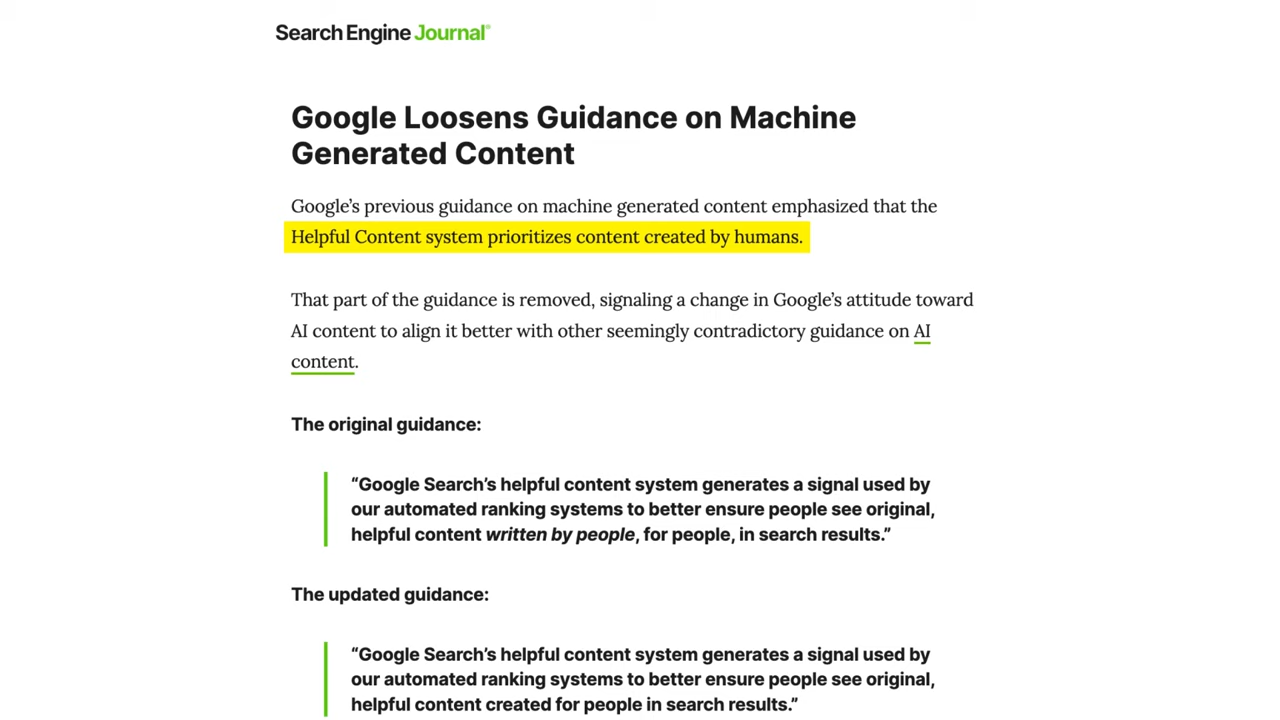 Search Engine Journal®
Google Loosens Guidance on Machine
Generated Content
Google’s previous guidance on machine generated content emphasized that the
Helpful Content system prioritizes content created by humans.
That part of the guidance is removed, signaling a change in Google’s attitude toward
AI content to align it better with other seemingly contradictory guidance on AI
content.
The original guidance:
“Google Search’s helpful content system generates a signal used by
our automated ranking systems to better ensure people see original,
helpful content written by people, for people, in search results.”
The updated guidance:
“Google Search’s helpful content system generates a signal used by
our automated ranking systems to better ensure people see original,
helpful content created for people in search results.”